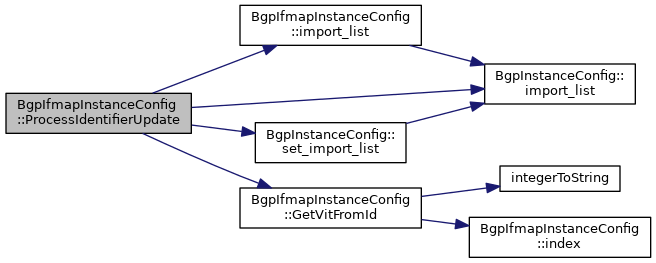 BgpIfmapInstanceConfig
::ProcessIdentifierUpdate
BgpIfmapInstanceConfig
::import_list
BgpInstanceConfig::
import_list
BgpInstanceConfig::
set_import_list
BgpIfmapInstanceConfig
::GetVitFromId
integerToString
BgpIfmapInstanceConfig
::index